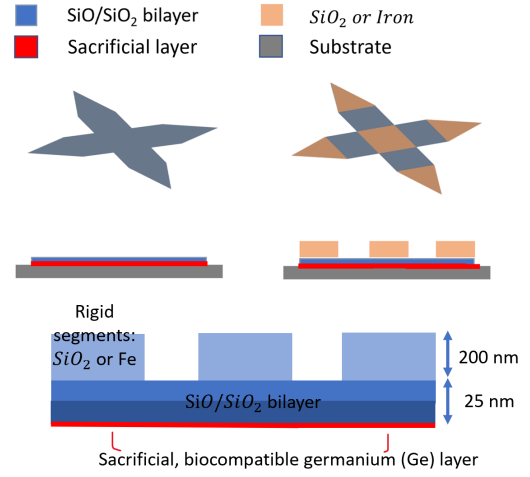 SiO/SiO₂ bilayer
SiO₂ or Iron
Sacrificial layer
Substrate
Rigid
segments:
SiO₂ or Fe
200 nm
SiO/SiO₂ bilayer
25 nm
Sacrificial, biocompatible germanium (Ge) layer